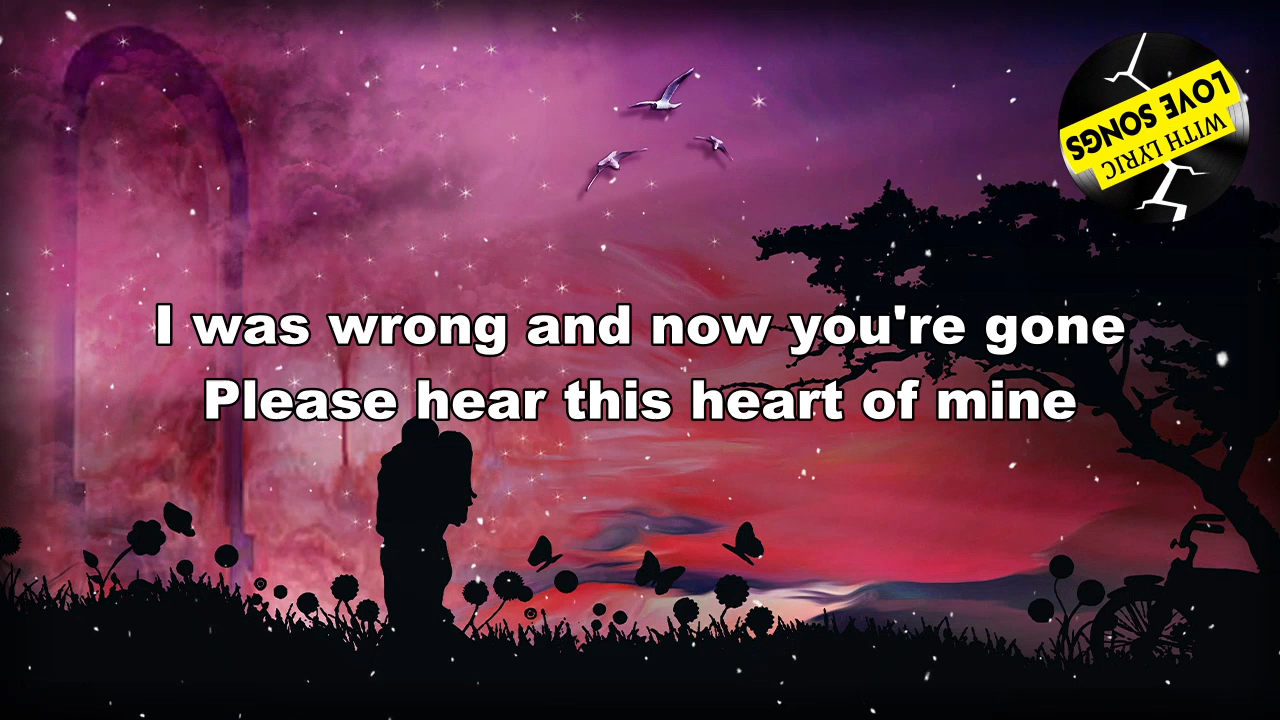 I was wrong and now you're gone
Please hear this heart of mine
LOVE SONGS
WITH LYRIC